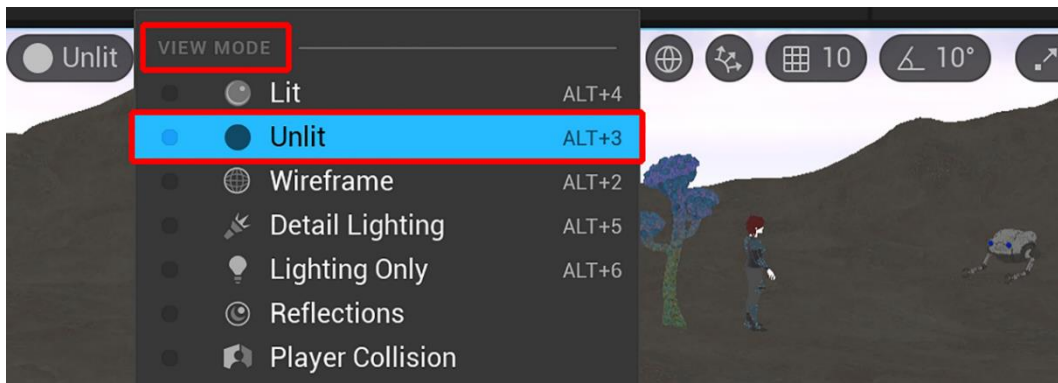 Unlit
VIEW MODE
10
10°
Lit ALT+4
Unlit ALT+3
Wireframe ALT+2
Detail Lighting ALT+5
Lighting Only ALT+6
Reflections
Player Collision